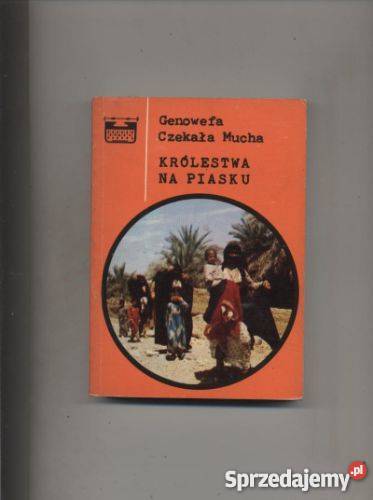 Genowefa
Czekała Mucha
KRÓLESTWA
NA PIASKU
Sprzedajemy.pl